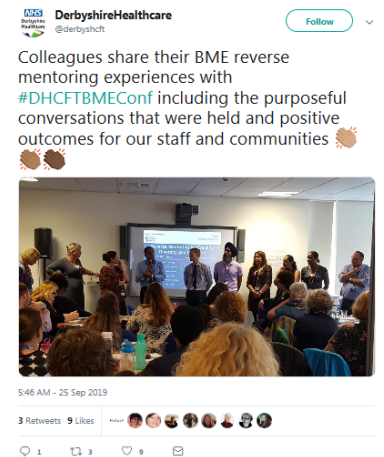 NHS
Derbyshire
Healthcare
DerbyshireHealthcare
@derbyshcft
Follow
Colleagues share their BME reverse
mentoring experiences with
#DHCFTBMEConf including the purposeful
conversations that were held and positive
outcomes for our staff and communities 👏🏼
👏🏽👏🏾
5:46 AM - 25 Sep 2019
3 Retweets 9 Likes
1 3 9